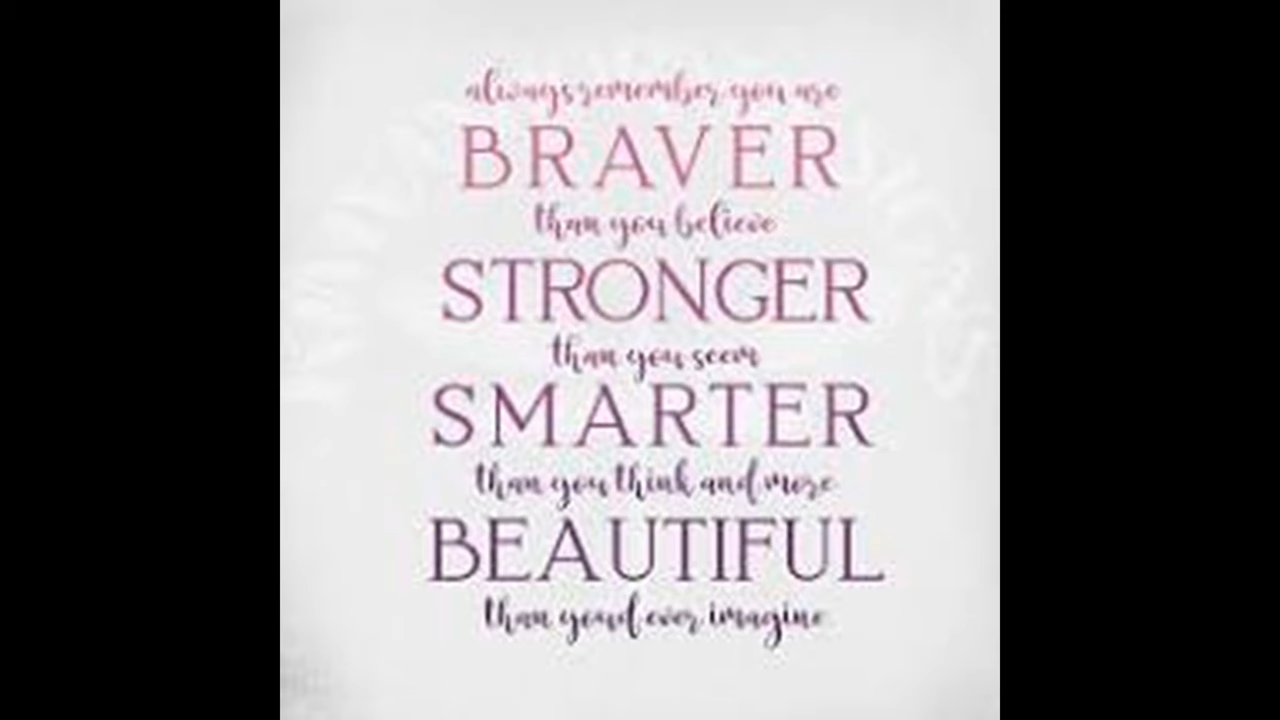 always remember you are
BRAVER
than you believe
STRONGER
than you seem
SMARTER
than you think and more
BEAUTIFUL
than youd ever imagine